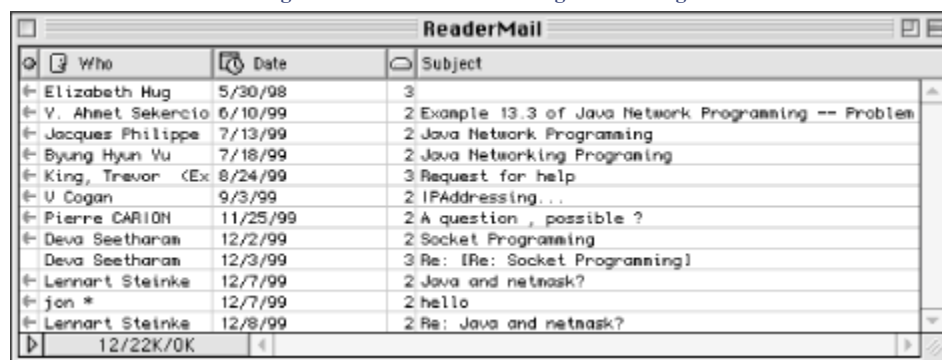 ReaderMail
Who Date Subject
Elizabeth Hug 5/30/98 3
V. Ahmet Sekercio 6/10/99 2 Example 13.3 of Java Network Programming -- Problem
Jacques Philippe 7/13/99 2 Java Network Programming
Byung Hyun Yu 7/18/99 2 Java Networking Programing
King, Trevor (Ex 8/24/99 3 Request for help
V Cogan 9/3/99 2 IPAddressing...
Pierre CARION 11/25/99 2 A question , possible ?
Deva Seetharam 12/2/99 2 Socket Programming
Deva Seetharam 12/3/99 3 Re: [Re: Socket Programming]
Lennart Steinke 12/7/99 2 Java and netmask?
jon * 12/7/99 2 hello
Lennart Steinke 12/8/99 2 Re: Java and netmask?
12/22K/0K